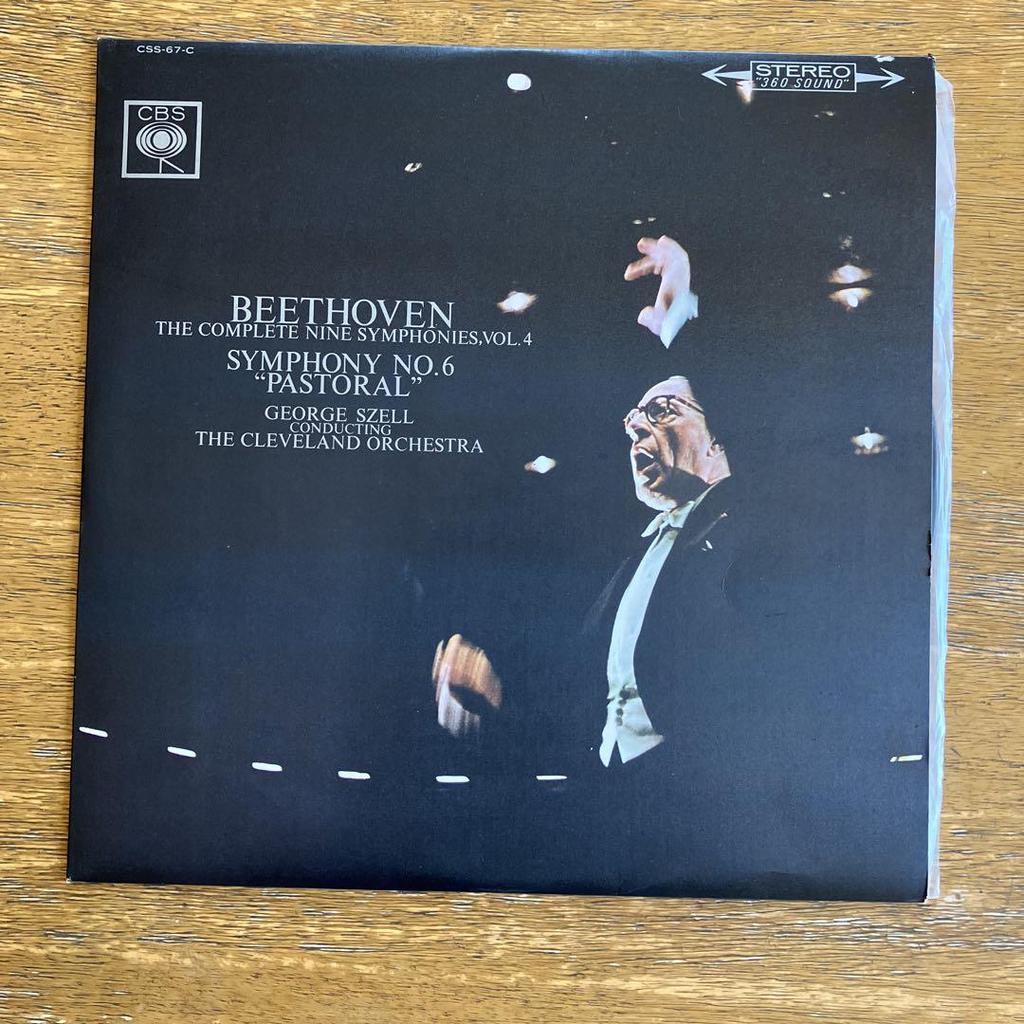 CSS-67-C
STEREO
"360 SOUND"
CBS
BEETHOVEN
THE COMPLETE NINE SYMPHONIES,VOL.4
SYMPHONY NO.6
“PASTORAL”
GEORGE SZELL
CONDUCTING
THE CLEVELAND ORCHESTRA